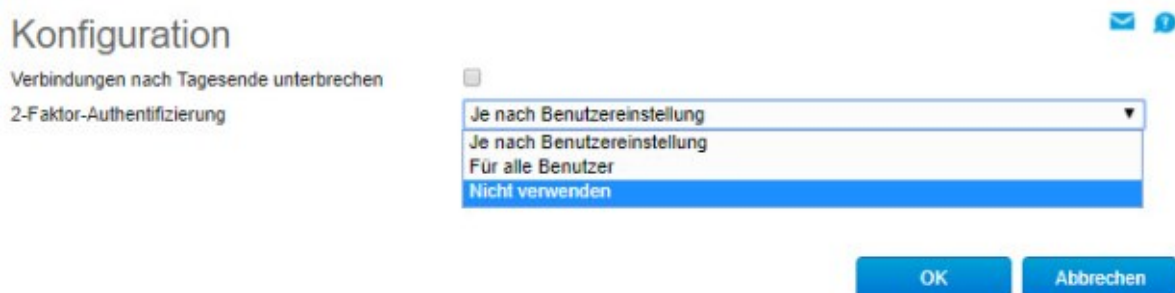 Konfiguration
Verbindungen nach Tagesende unterbrechen
2-Faktor-Authentifizierung Je nach Benutzereinstellung
Je nach Benutzereinstellung
Für alle Benutzer
Nicht verwenden
OK Abbrechen